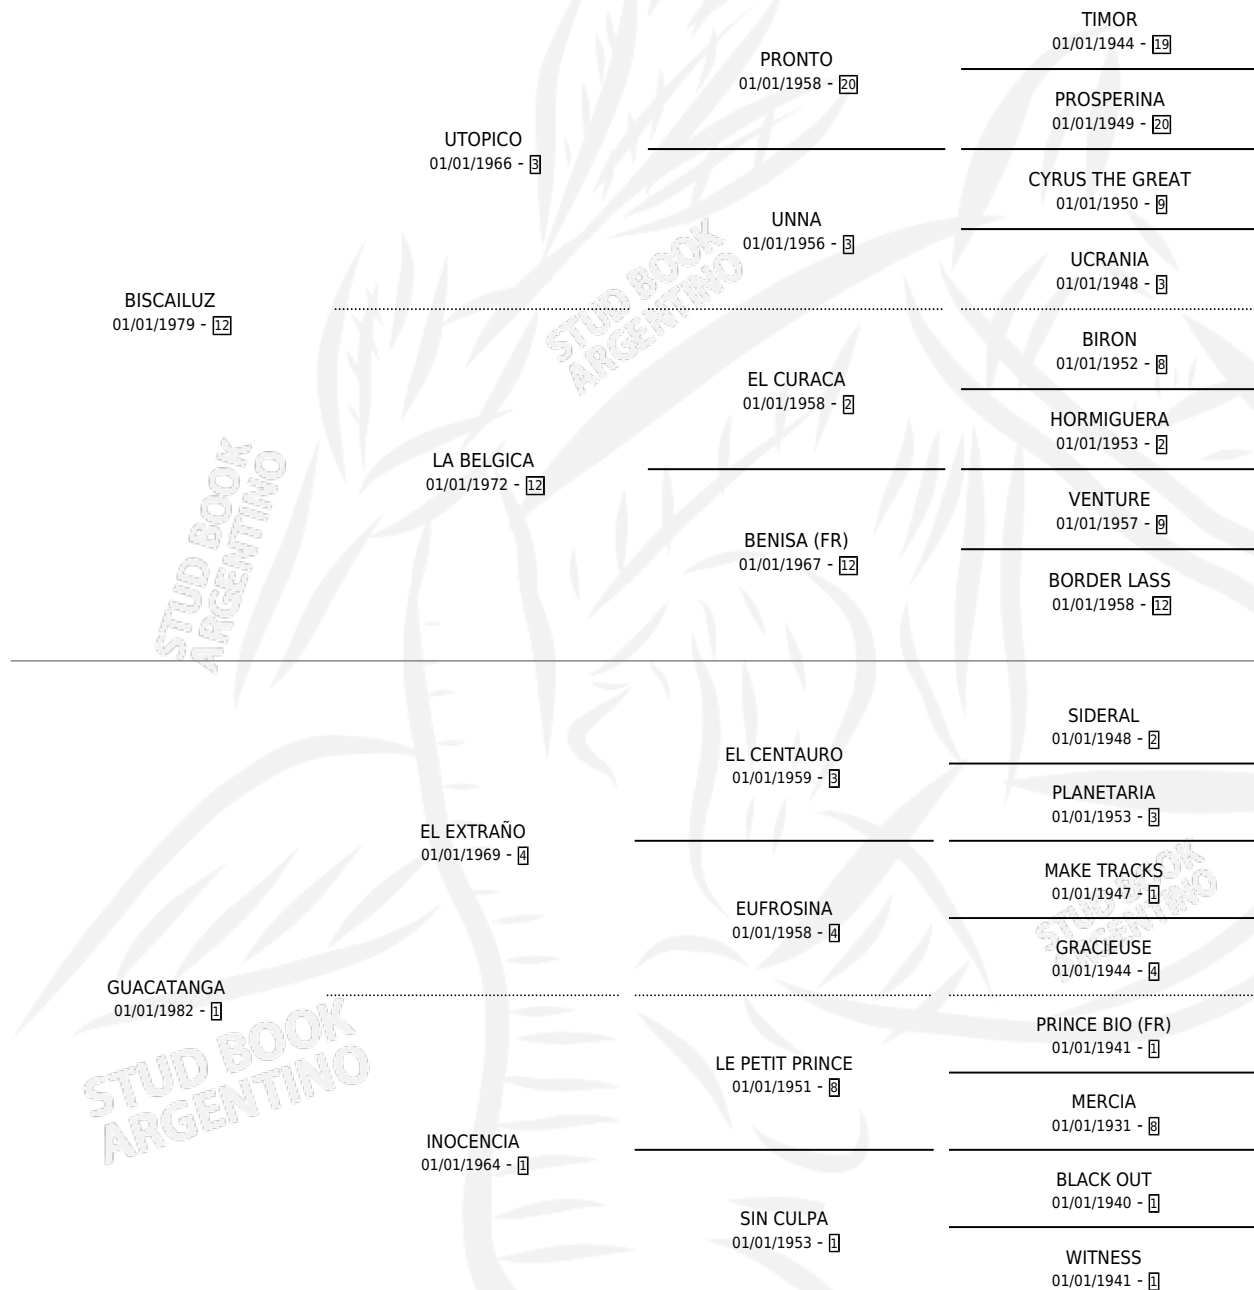 TIMOR
01/01/1944 - 19
PRONTO
01/01/1958 - 20
PROSPERINA
01/01/1949 - 20
UTOPICO
01/01/1966 - 3
CYRUS THE GREAT
01/01/1950 - 9
UNNA
01/01/1956 - 3
UCRANIA
01/01/1948 - 3
BISCAILUZ
01/01/1979 - 12
BIRON
01/01/1952 - 8
EL CURACA
01/01/1958 - 2
HORMIGUERA
01/01/1953 - 2
LA BELGICA
01/01/1972 - 12
VENTURE
01/01/1957 - 9
BENISA (FR)
01/01/1967 - 12
BORDER LASS
01/01/1958 - 12
SIDERAL
01/01/1948 - 2
EL CENTAURO
01/01/1959 - 3
PLANETARIA
01/01/1953 - 3
EL EXTRAÑO
01/01/1969 - 4
MAKE TRACKS
01/01/1947 - 1
EUFROSINA
01/01/1958 - 4
GRACIEUSE
01/01/1944 - 4
GUACATANGA
01/01/1982 - 1
PRINCE BIO (FR)
01/01/1941 - 1
LE PETIT PRINCE
01/01/1951 - 8
MERCIA
01/01/1931 - 8
INOCENCIA
01/01/1964 - 1
BLACK OUT
01/01/1940 - 1
SIN CULPA
01/01/1953 - 1
WITNESS
01/01/1941 - 1
STUD BOOK
ARGENTINO
STUD BOOK
ARGENTINO
STUD BOOK
ARGENTINO
STUD BOOK
ARGENTINO